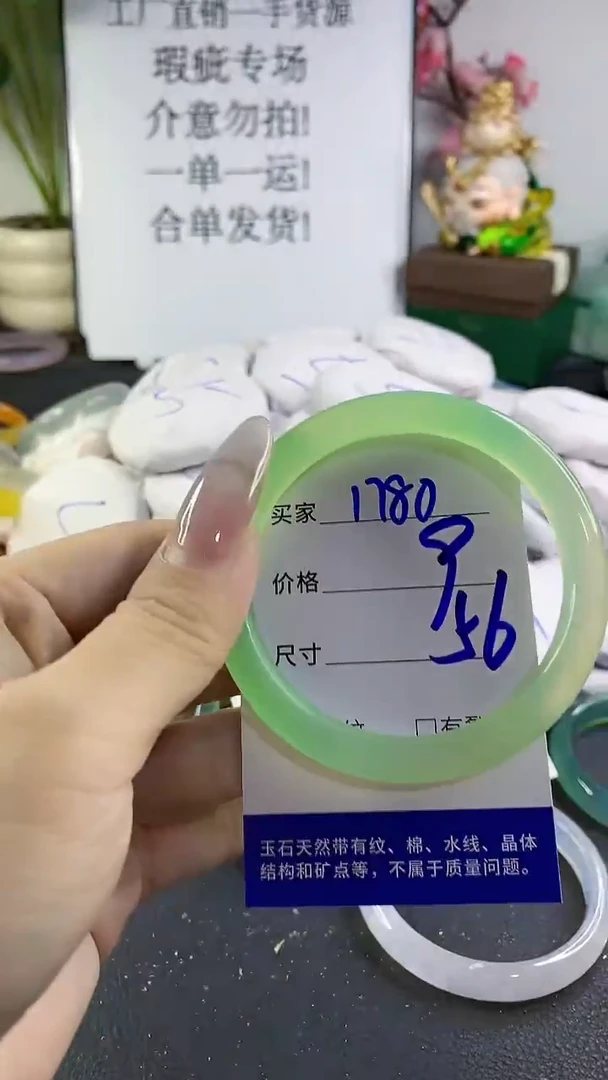 工厂直销一手货源
瑕疵专场
介意勿拍!
一单一运!
合单发货!
买家 1780
价格 9
尺寸 56
纹 □有裂
玉石天然带有纹、棉、水线、晶体
结构和矿点等，不属于质量问题。